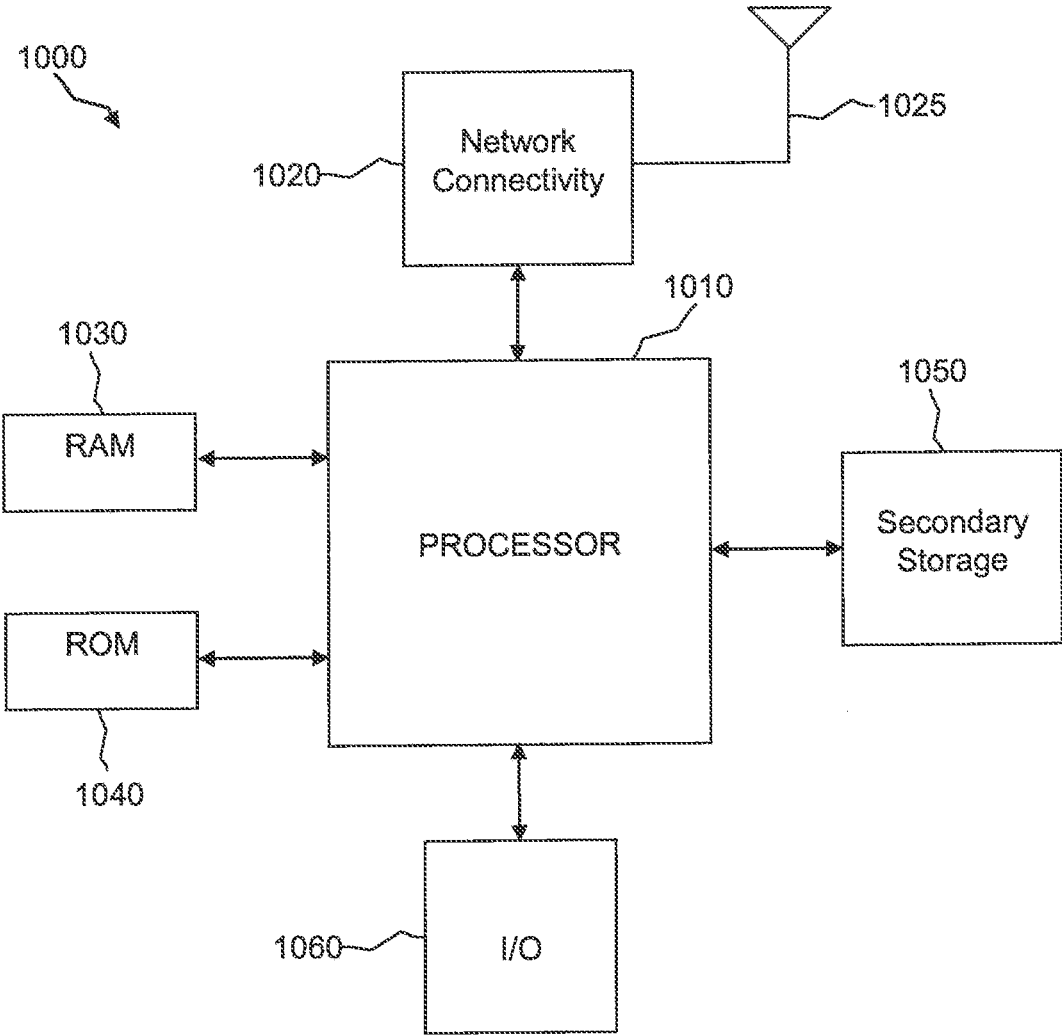 1000
1025
Network
Connectivity
1020
1010
1030
RAM
1050
Secondary
Storage
PROCESSOR
ROM
1040
1060
I/O